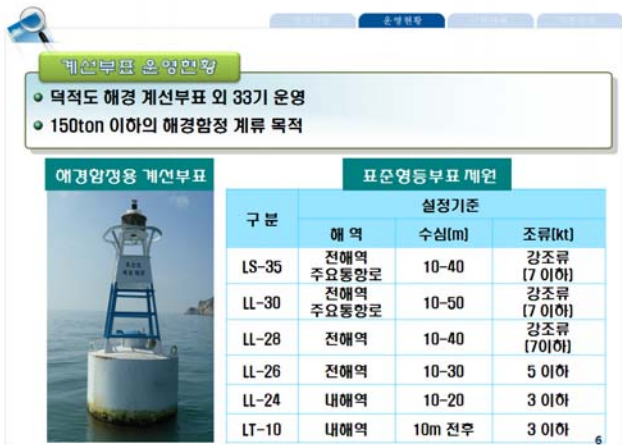 운영현황
계선부표 운영현황
덕적도 해경 계선부표 외 33기 운영
150ton 이하의 해경함정 계류 목적
해경함정용 계선부표
표준형등부표 제원
구 분
설정기준
해 역
수심(m)
조류(kt)
LS-35
전해역
주요통항로
10-40
강조류
(7 이하)
LL-30
전해역
주요통항로
10-50
강조류
(7 이하)
LL-28
전해역
10-40
강조류
(7이하)
LL-26
전해역
10-30
5 이하
LL-24
내해역
10-20
3 이하
LT-10
내해역
10m 전후
3 이하
6